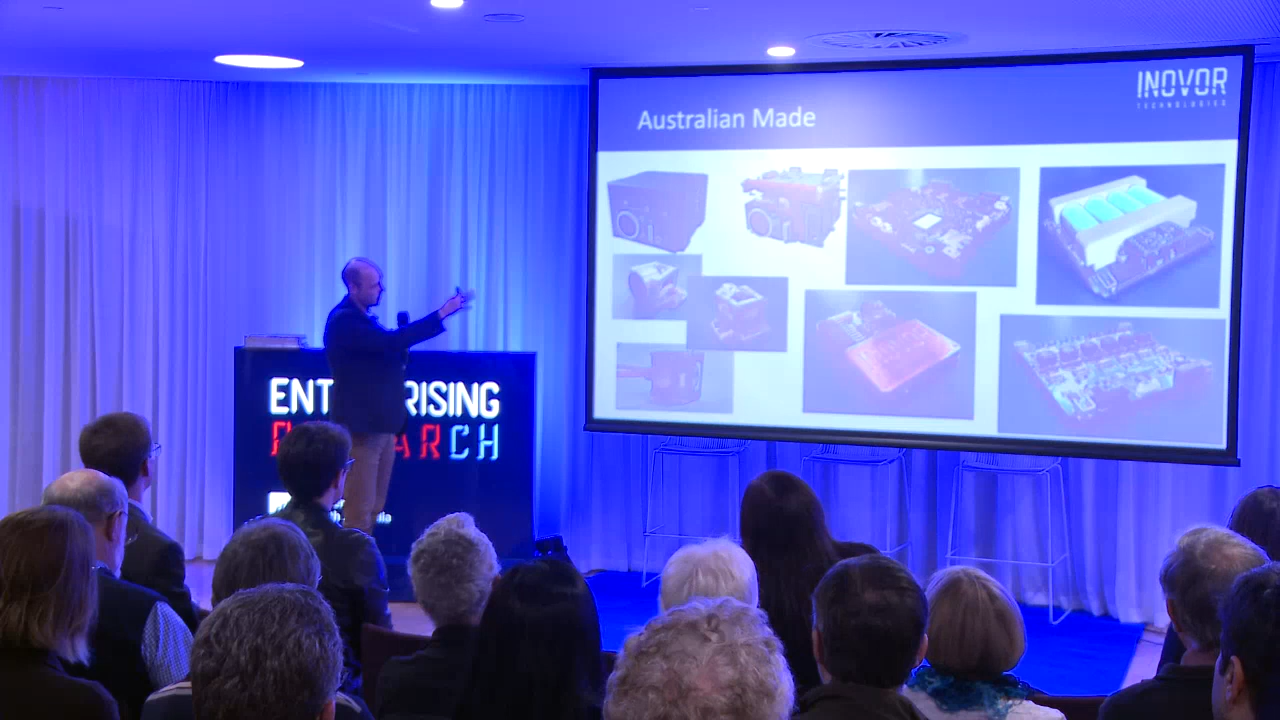 INOVOR
TECHNOLOGIES
Australian Made
ENT RISING
R ARCH